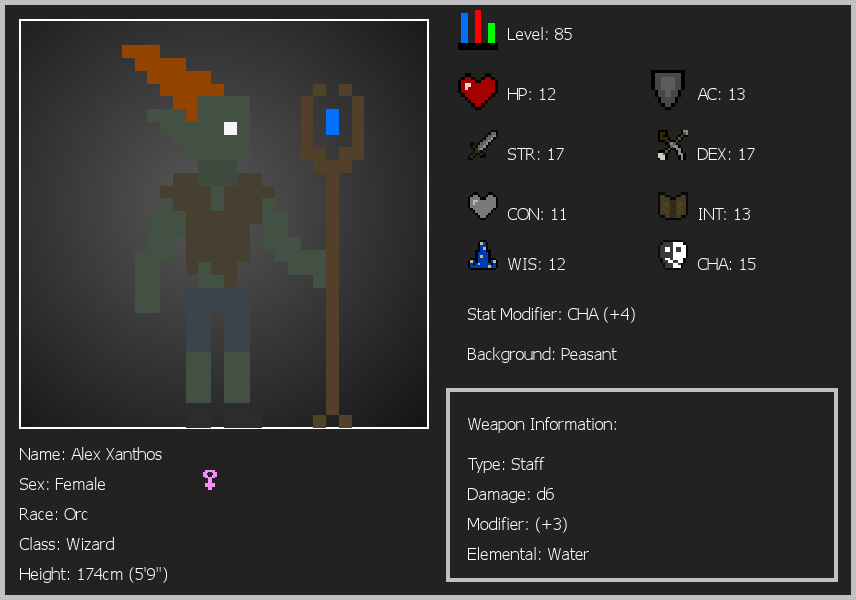 Level: 85
HP: 12
AC: 13
STR: 17
DEX: 17
CON: 11
INT: 13
WIS: 12
CHA: 15
Stat Modifier: CHA (+4)
Background: Peasant
Weapon Information:
Type: Staff
Damage: d6
Modifier: (+3)
Elemental: Water
Name: Alex Xanthos
Sex: Female
Race: Orc
Class: Wizard
Height: 174cm (5'9")